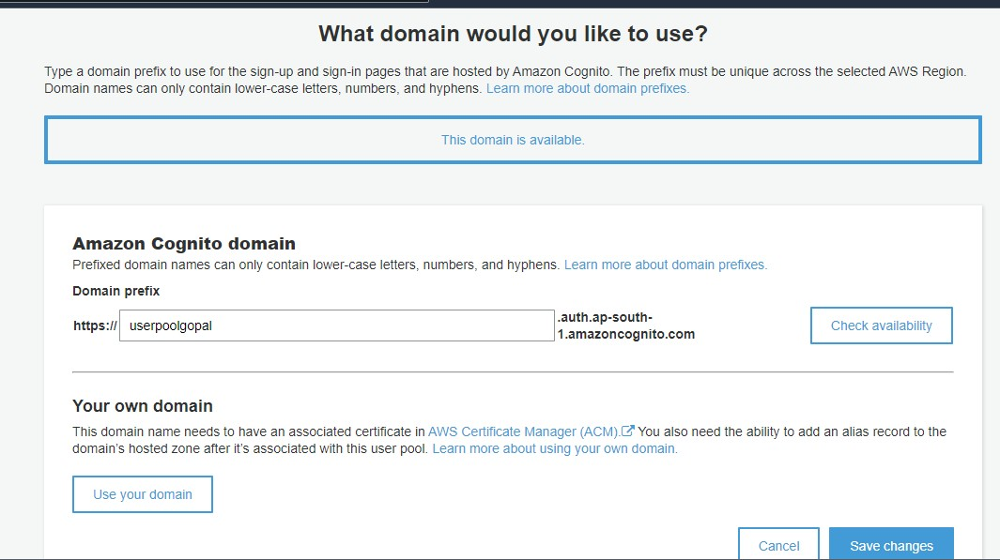 What domain would you like to use?
Type a domain prefix to use for the sign-up and sign-in pages that are hosted by Amazon Cognito. The prefix must be unique across the selected AWS Region.
Domain names can only contain lower-case letters, numbers, and hyphens. Learn more about domain prefixes.
This domain is available.
Amazon Cognito domain
Prefixed domain names can only contain lower-case letters, numbers, and hyphens. Learn more about domain prefixes.
Domain prefix
https:// userpoolgopal .auth.ap-south-
1.amazoncognito.com
Check availability
Your own domain
This domain name needs to have an associated certificate in AWS Certificate Manager (ACM). You also need the ability to add an alias record to the
domain's hosted zone after it's associated with this user pool. Learn more about using your own domain.
Use your domain
Cancel Save changes